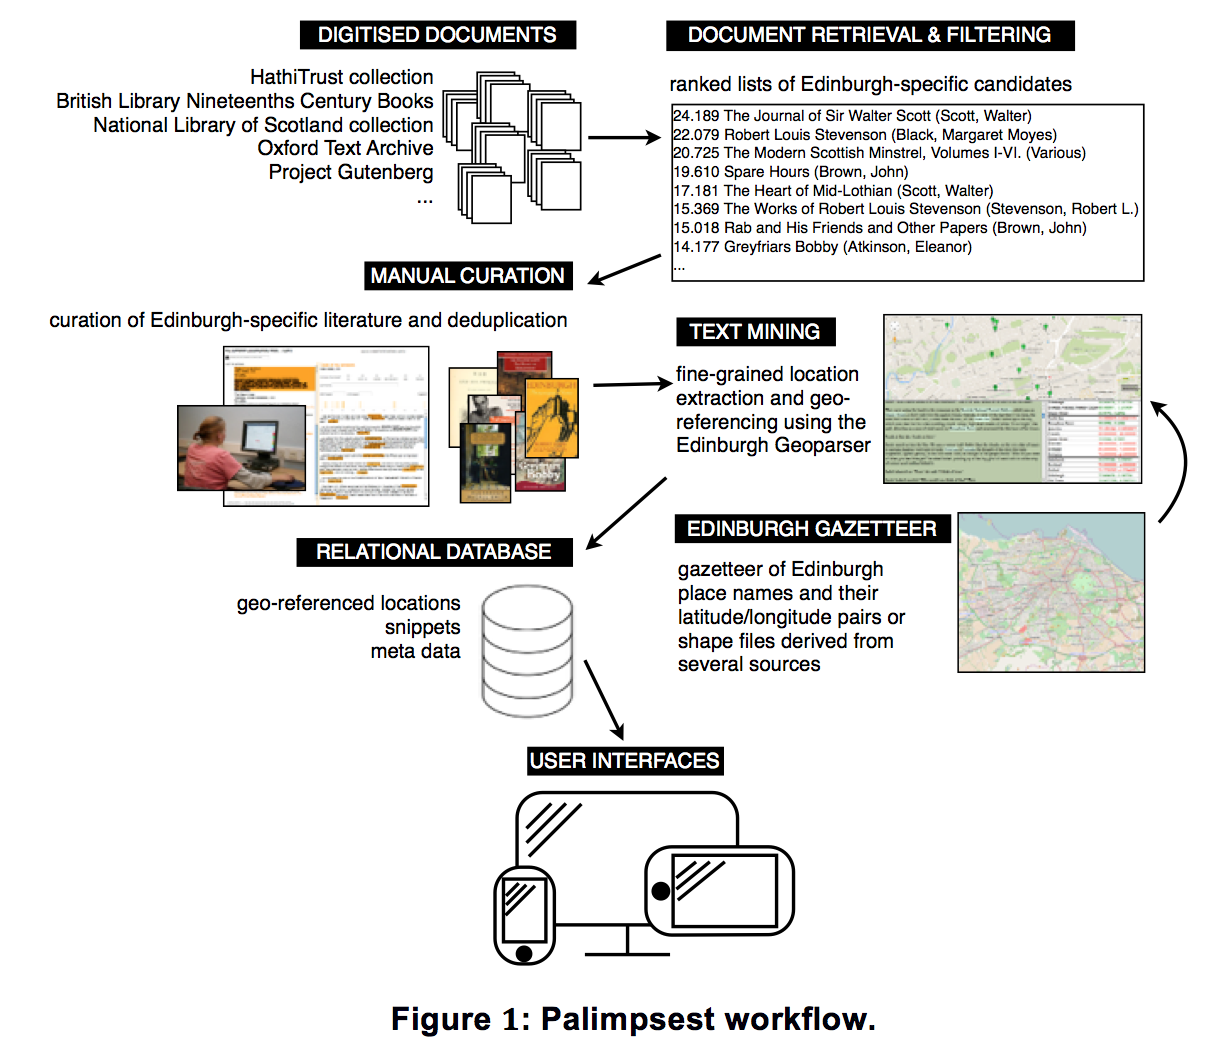 DIGITISED DOCUMENTS
HathiTrust collection
British Library Nineteenths Century Books
National Library of Scotland collection
Oxford Text Archive
Project Gutenberg
...
DOCUMENT RETRIEVAL & FILTERING
ranked lists of Edinburgh-specific candidates
24.189 The Journal of Sir Walter Scott (Scott, Walter)
22.079 Robert Louis Stevenson (Black, Margaret Moyes)
20.725 The Modern Scottish Minstrel, Volumes I-VI. (Various)
19.610 Spare Hours (Brown, John)
17.181 The Heart of Mid-Lothian (Scott, Walter)
15.369 The Works of Robert Louis Stevenson (Stevenson, Robert L.)
15.018 Rab and His Friends and Other Papers (Brown, John)
14.177 Greyfriars Bobby (Atkinson, Eleanor)
...
MANUAL CURATION
curation of Edinburgh-specific literature and deduplication
EDINBURGH
Greyfriars
Bobby
TEXT MINING
fine-grained location
extraction and geo-
referencing using the
Edinburgh Geoparser
EDINBURGH GAZETTEER
gazetteer of Edinburgh
place names and their
latitude/longitude pairs or
shape files derived from
several sources
RELATIONAL DATABASE
geo-referenced locations
snippets
meta data
USER INTERFACES
Figure 1: Palimpsest workflow.